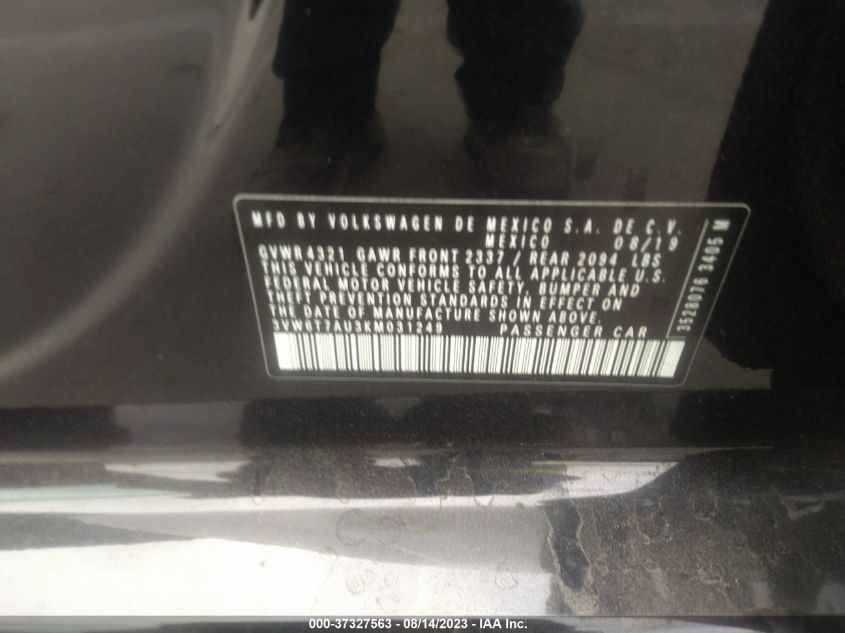 MFD BY VOLKSWAGEN DE MEXICO S.A. DE C.V.
MEXICO 08/19
GVWR 4321 GAWR FRONT 2337 / REAR 2094 LBS
THIS VEHICLE CONFORMS TO ALL APPLICABLE U.S.
FEDERAL MOTOR VEHICLE SAFETY, BUMPER AND
THEFT PREVENTION STANDARDS IN EFFECT ON
THE DATE OF MANUFACTURE SHOWN ABOVE.
3VW6T7AU3KM031249 PASSENGER CAR
3528076 3405 M
000-37327563 - 08/14/2023 - IAA Inc.